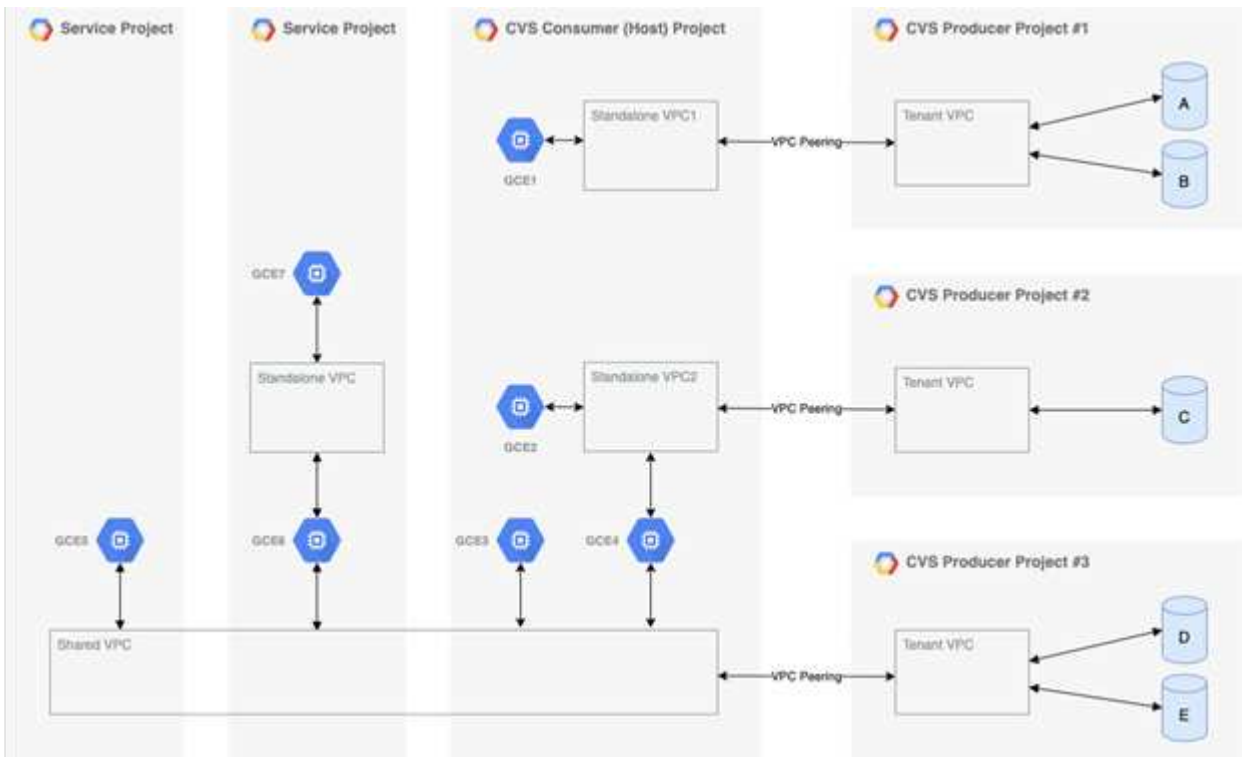 Service Project
Service Project
CVS Consumer (Host) Project
CVS Producer Project #1
Standalone VPC1
GCE1
VPC Peering
Tenant VPC
A
B
GCE7
CVS Producer Project #2
Standalone VPC
Standalone VPC2
GCE2
VPC Peering
Tenant VPC
C
GCE5
GCE6
GCE3
GCE4
CVS Producer Project #3
Shared VPC
VPC Peering
Tenant VPC
D
E